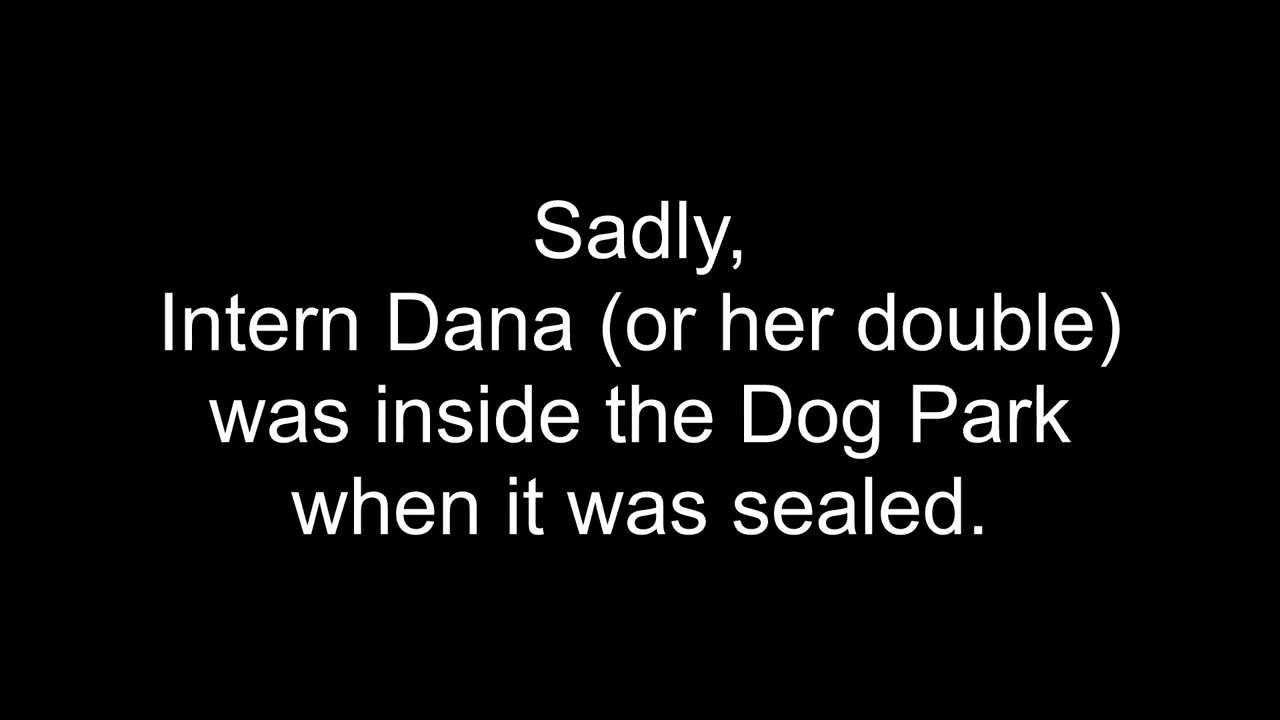 Sadly,
Intern Dana (or her double)
was inside the Dog Park
when it was sealed.